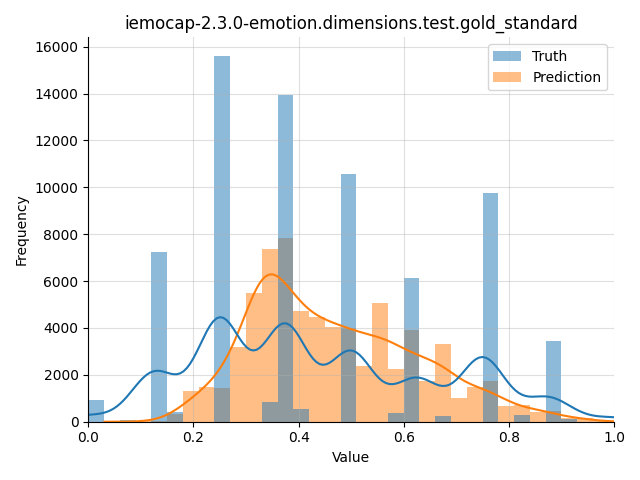 iemocap-2.3.0-emotion.dimensions.test.gold_standard
Truth
Prediction
16000
14000
12000
10000
8000
6000
4000
2000
0
Frequency
0.0 0.2 0.4 0.6 0.8 1.0
Value